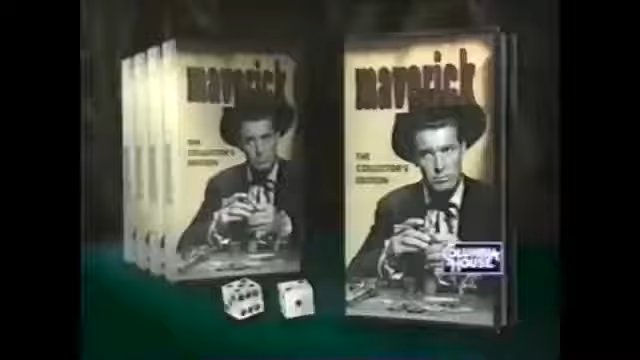 maverick
THE
COLLECTOR'S
EDITION
maverick
THE
COLLECTOR'S
EDITION
COLUMBIA
HOUSE